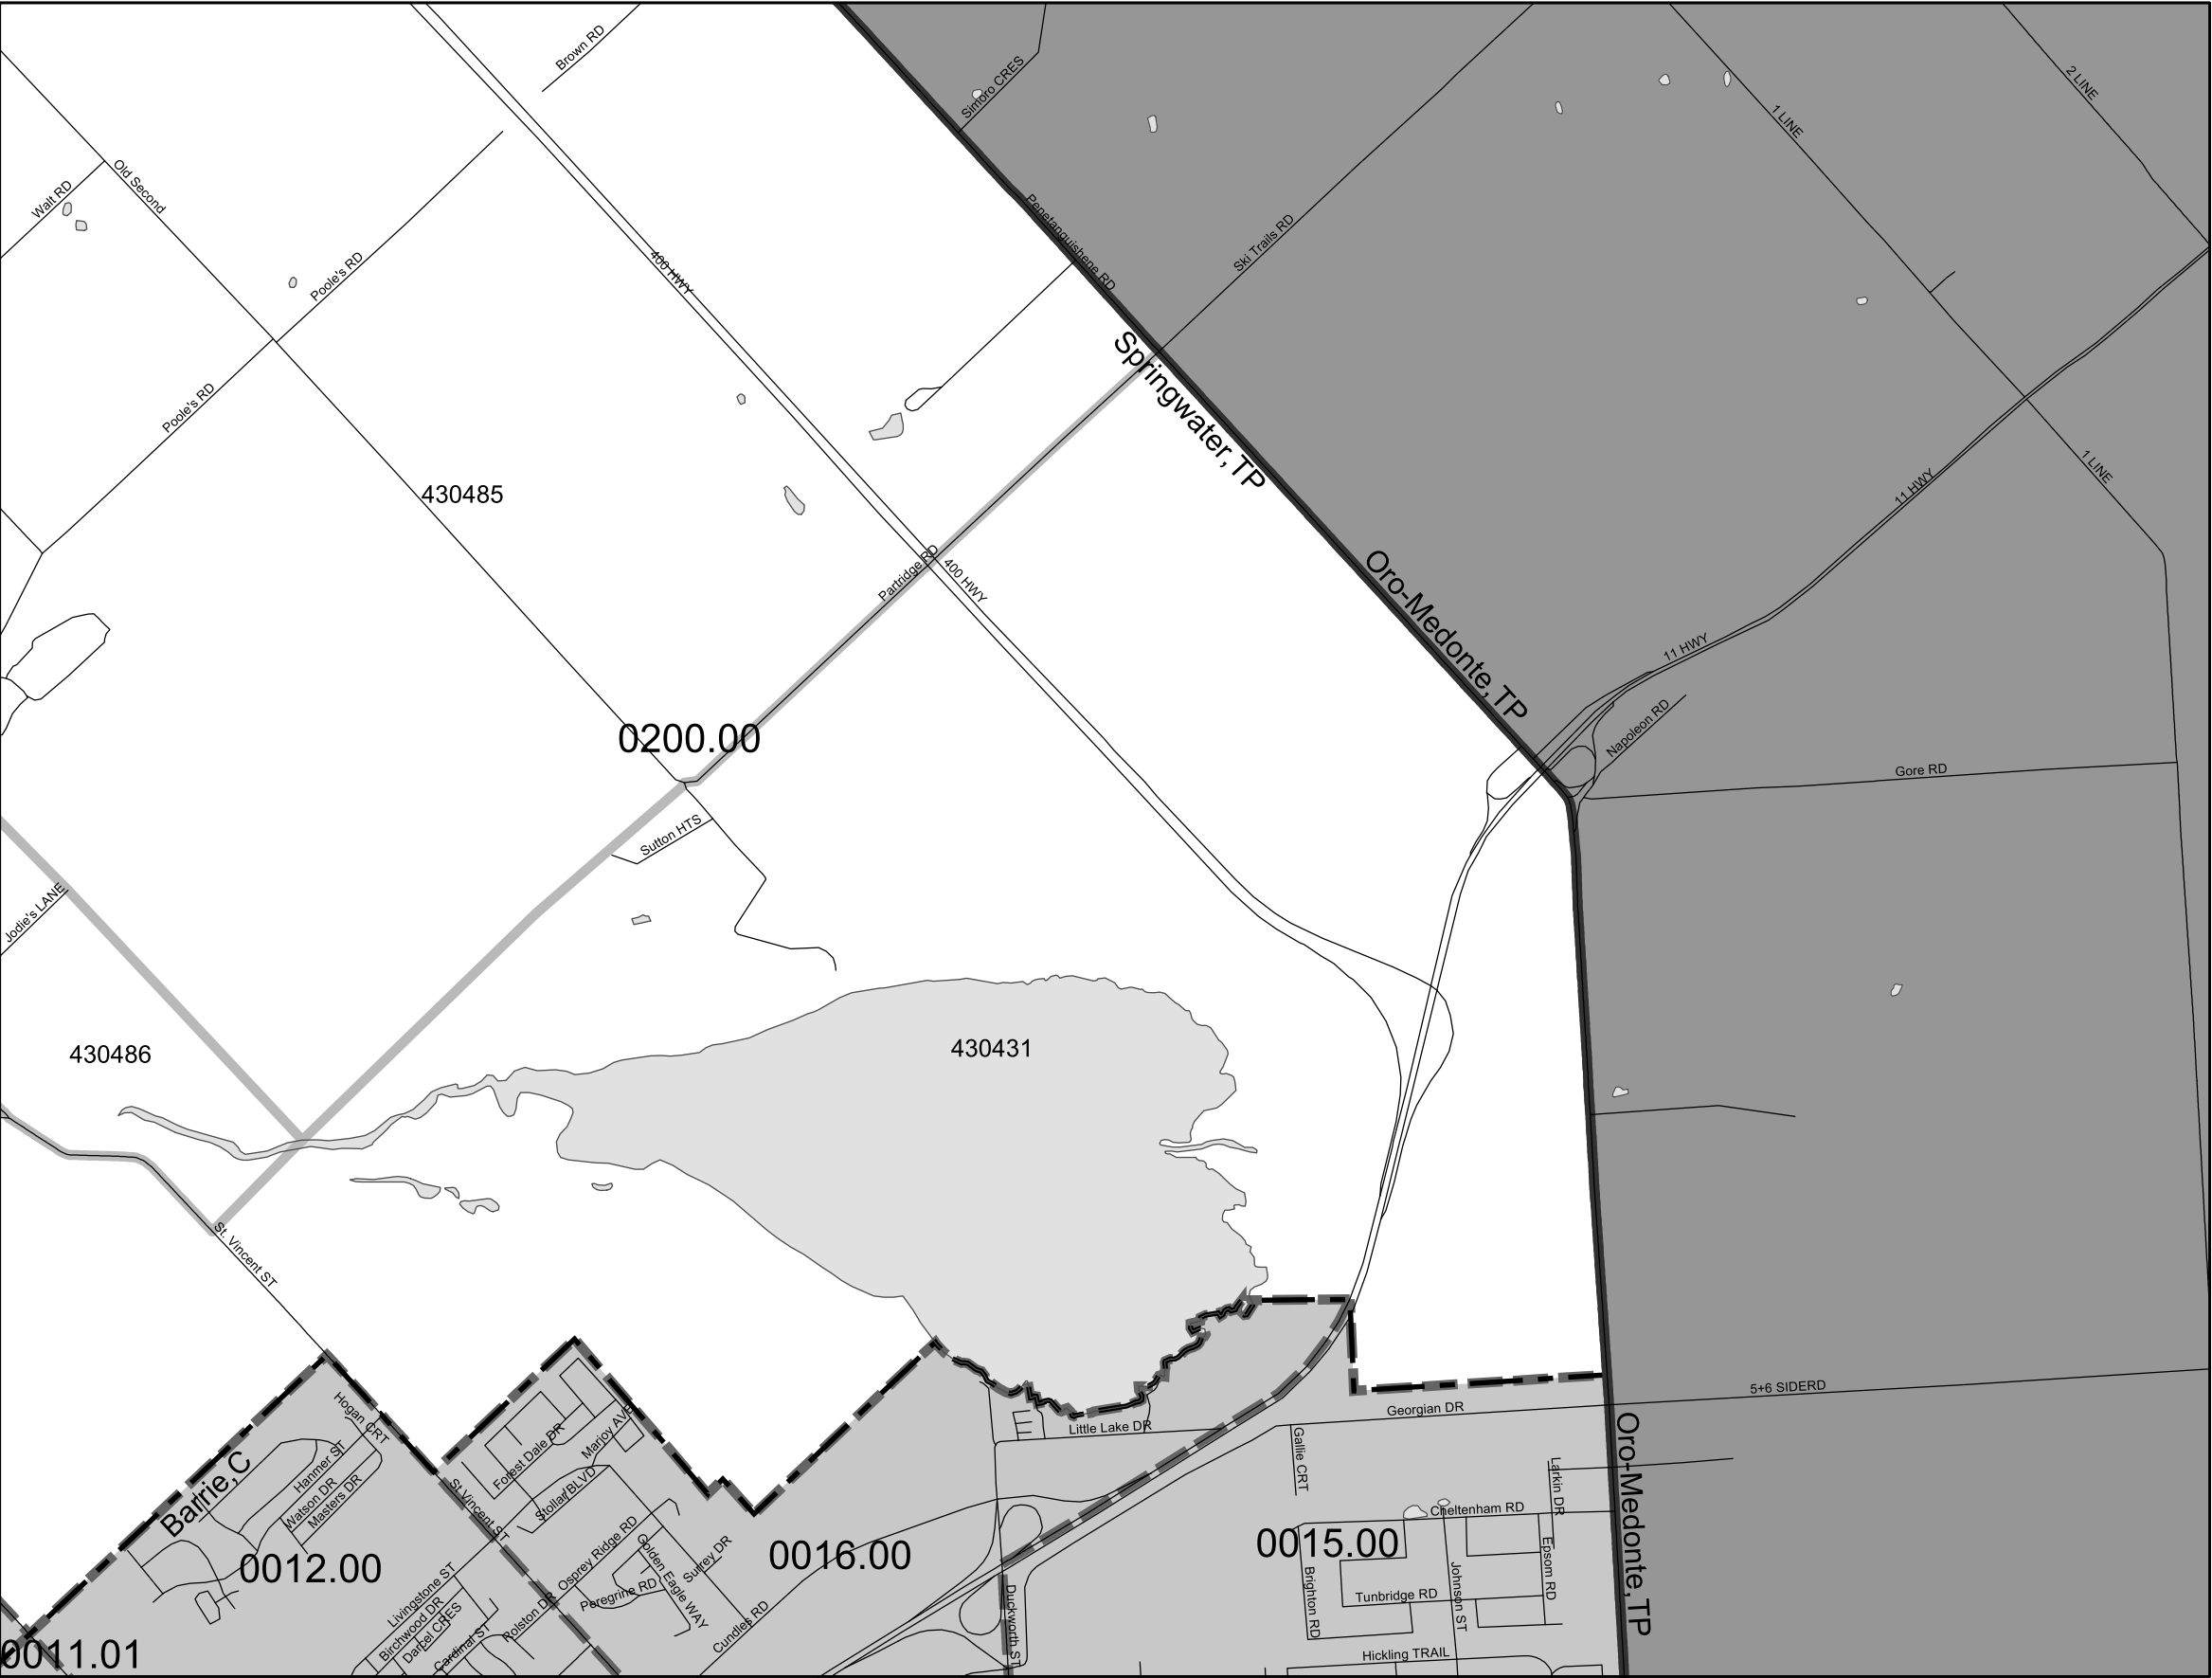 Brown RD
Simoro CRES
2 LINE
1 LINE
Walt RD
Old Second
Poole's RD
400 HWY
Penetanguishene RD
Ski Trails RD
Poole's RD
Springwater,TP
430485
1 LINE
11 HWY
Partridge RD
400 HWY
Oro-Medonte,TP
11 HWY
Napoleon RD
0200.00
Gore RD
Sutton HTS
Jodie's LANE
430486
430431
St. Vincent ST
5+6 SIDERD
Georgian DR
Little Lake DR
Hogan CRT
Marjoy AVE
Forest Dale DR
Hanmer ST
Watson DR
Masters DR
Barrie,C
Stollar BLVD
St Vincent ST
Gallie CRT
Larkin DR
Oro-Medonte,TP
Cheltenham RD
0012.00
0016.00
0015.00
Osprey Ridge RD
Golden Eagle WAY
Surrey DR
Peregrine RD
Livingstone ST
Birchwood DR
Darcel CRES
Cardinal ST
Rolston DR
Cundles RD
Duckworth ST
Brighton RD
Tunbridge RD
Johnson ST
Epsom RD
Hickling TRAIL
0011.01